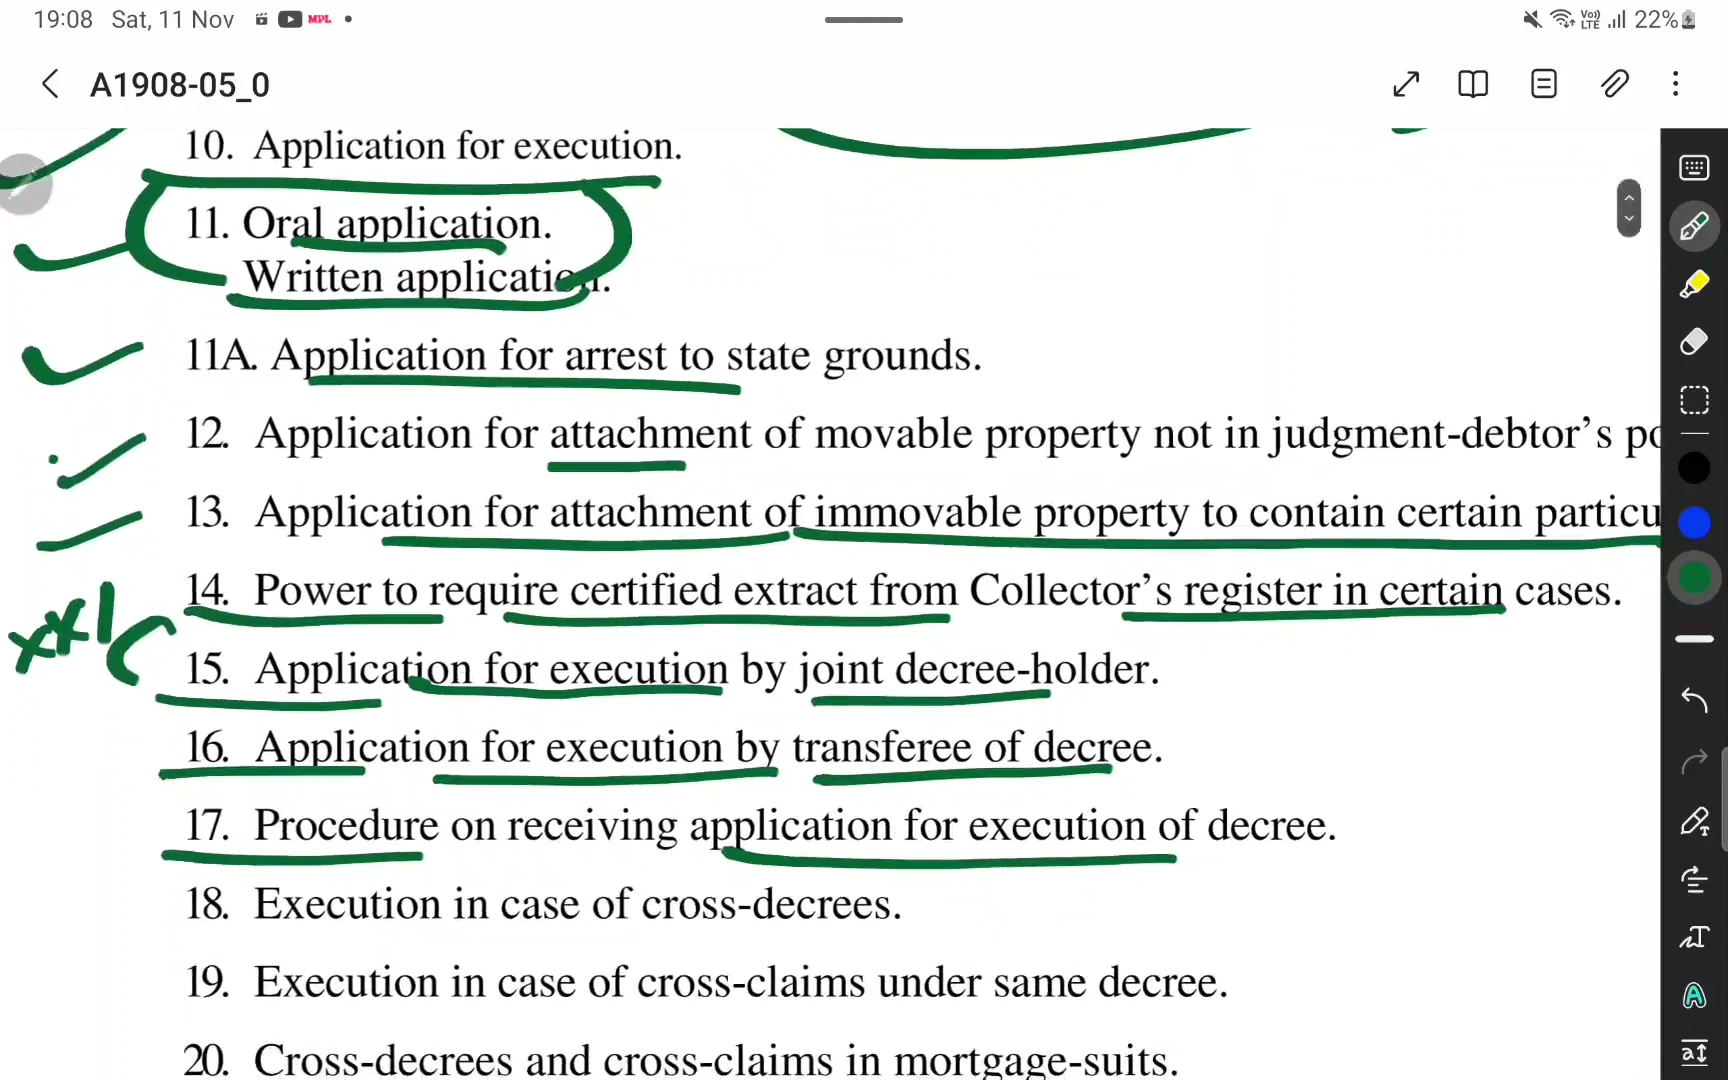 19:08 Sat, 11 Nov MPL Vo)) LTE 22%
A1908-05_0
10. Application for execution.
11. Oral application.
Written application.
11A. Application for arrest to state grounds.
12. Application for attachment of movable property not in judgment-debtor’s po
13. Application for attachment of immovable property to contain certain particu
14. Power to require certified extract from Collector’s register in certain cases.
15. Application for execution by joint decree-holder.
16. Application for execution by transferee of decree.
17. Procedure on receiving application for execution of decree.
18. Execution in case of cross-decrees.
19. Execution in case of cross-claims under same decree.
20. Cross-decrees and cross-claims in mortgage-suits.